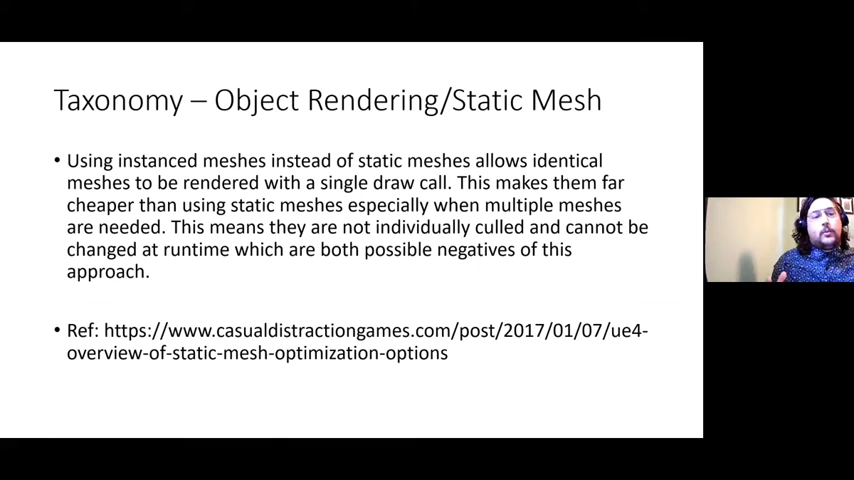 Taxonomy – Object Rendering/Static Mesh
• Using instanced meshes instead of static meshes allows identical
meshes to be rendered with a single draw call. This makes them far
cheaper than using static meshes especially when multiple meshes
are needed. This means they are not individually culled and cannot be
changed at runtime which are both possible negatives of this
approach.
• Ref: https://www.casualdistractiongames.com/post/2017/01/07/ue4-
overview-of-static-mesh-optimization-options